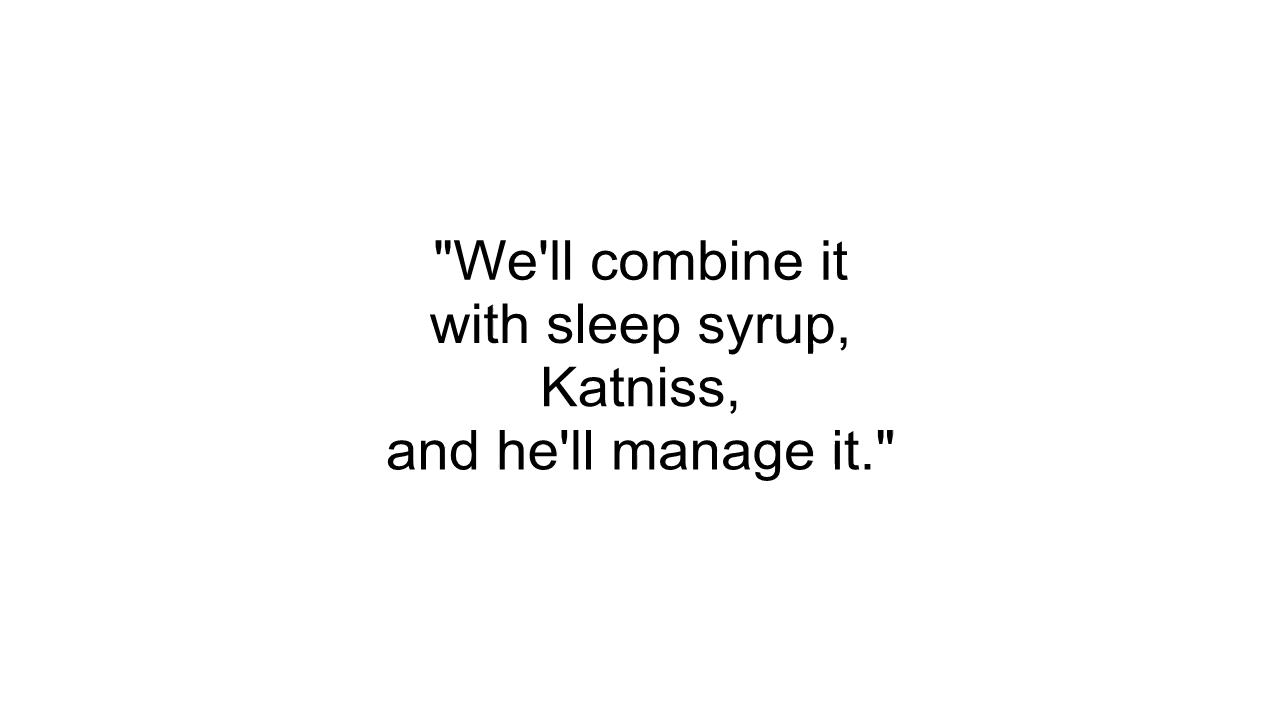 "We'll combine it
with sleep syrup,
Katniss,
and he'll manage it."